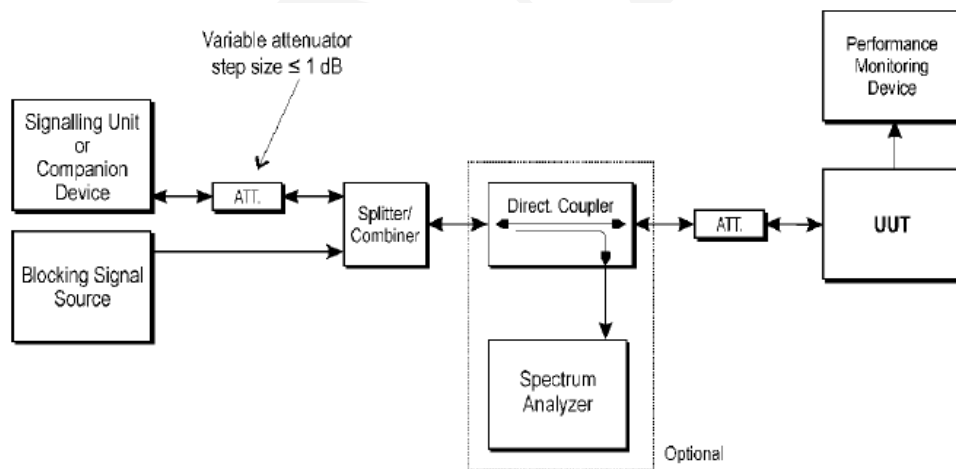 Variable attenuator
step size ≤ 1 dB
Signalling Unit
or
Companion
Device
ATT.
Splitter/
Combiner
Blocking Signal
Source
Direct. Coupler
Spectrum
Analyzer
Optional
ATT.
Performance
Monitoring
Device
UUT